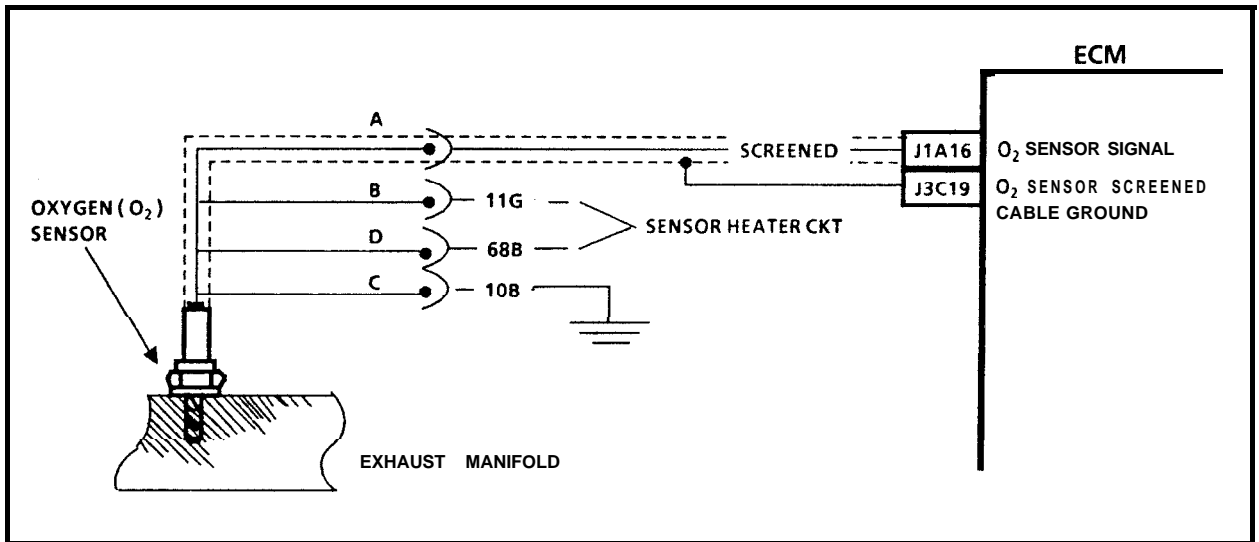 ECM
A
SCREENED
J1A16
O₂ SENSOR SIGNAL
J3C19
O₂ SENSOR SCREENED
CABLE GROUND
B
11G
SENSOR HEATER CKT
D
68B
C
10B
OXYGEN (O₂)
SENSOR
EXHAUST MANIFOLD